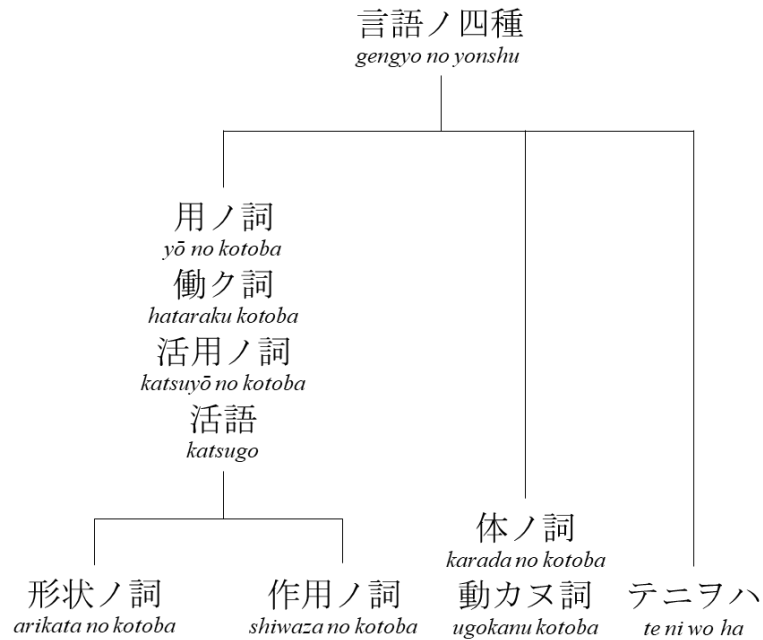 言語ノ四種
gengyo no yonshu
用ノ詞
yō no kotoba
働ク詞
hataraku kotoba
活用ノ詞
katsuyō no kotoba
活語
katsugo
形状ノ詞
arikata no kotoba
作用ノ詞
shiwaza no kotoba
体ノ詞
karada no kotoba
動カヌ詞
ugokanu kotoba
テニヲハ
te ni wo ha